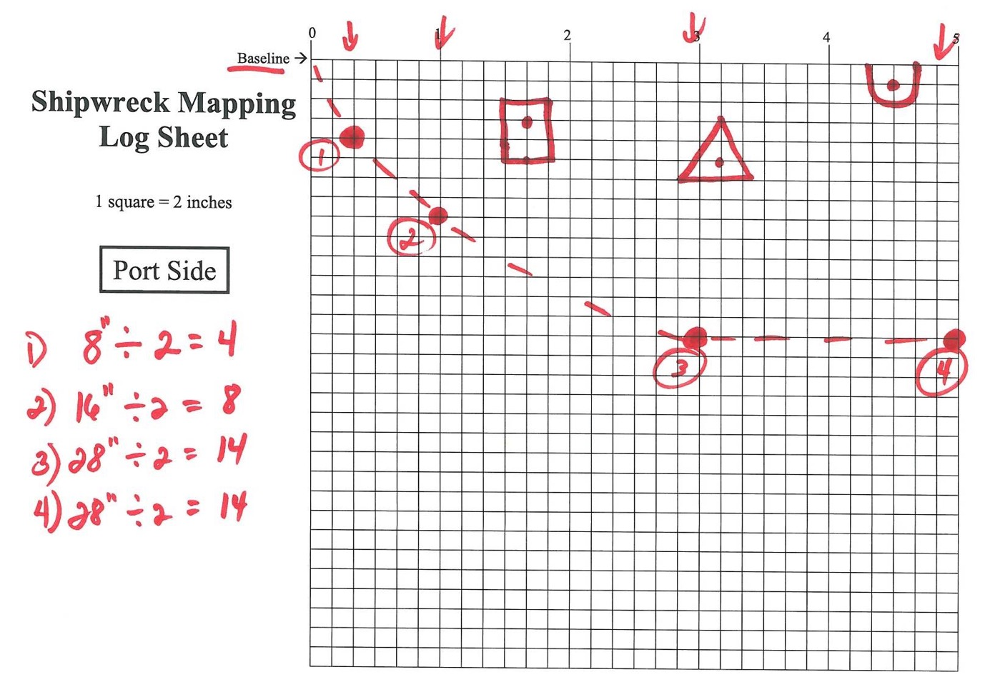 0 1 2 3 4 5
Baseline →
Shipwreck Mapping
Log Sheet
1 square = 2 inches
Port Side
1
2
3
4
1) 8" ÷ 2 = 4
2) 16" ÷ 2 = 8
3) 28" ÷ 2 = 14
4) 28" ÷ 2 = 14